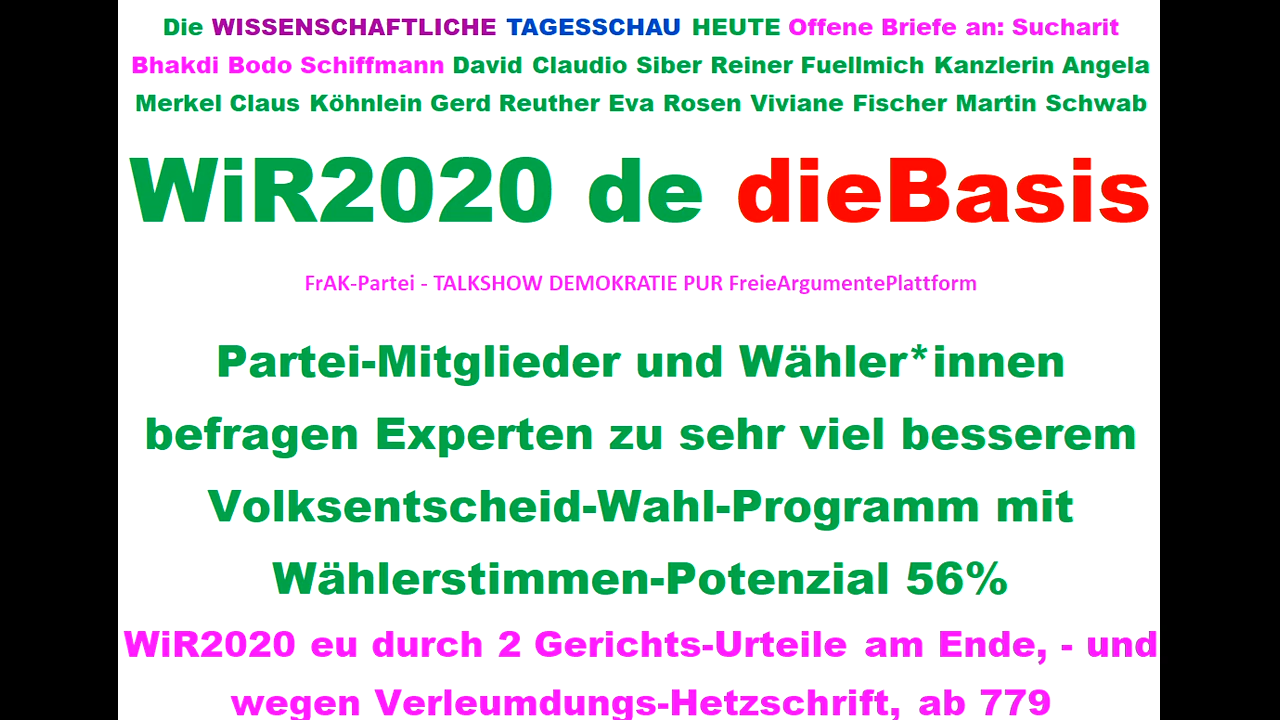 Die WISSENSCHAFTLICHE TAGESSCHAU HEUTE Offene Briefe an: Sucharit
Bhakdi Bodo Schiffmann David Claudio Siber Reiner Fuellmich Kanzlerin Angela
Merkel Claus Köhnlein Gerd Reuther Eva Rosen Viviane Fischer Martin Schwab
WiR2020 de dieBasis
FrAK-Partei - TALKSHOW DEMOKRATIE PUR FreieArgumentePlattform
Partei-Mitglieder und Wähler*innen
befragen Experten zu sehr viel besserem
Volksentscheid-Wahl-Programm mit
Wählerstimmen-Potenzial 56%
WiR2020 eu durch 2 Gerichts-Urteile am Ende, - und
wegen Verleumdungs-Hetzschrift, ab 779